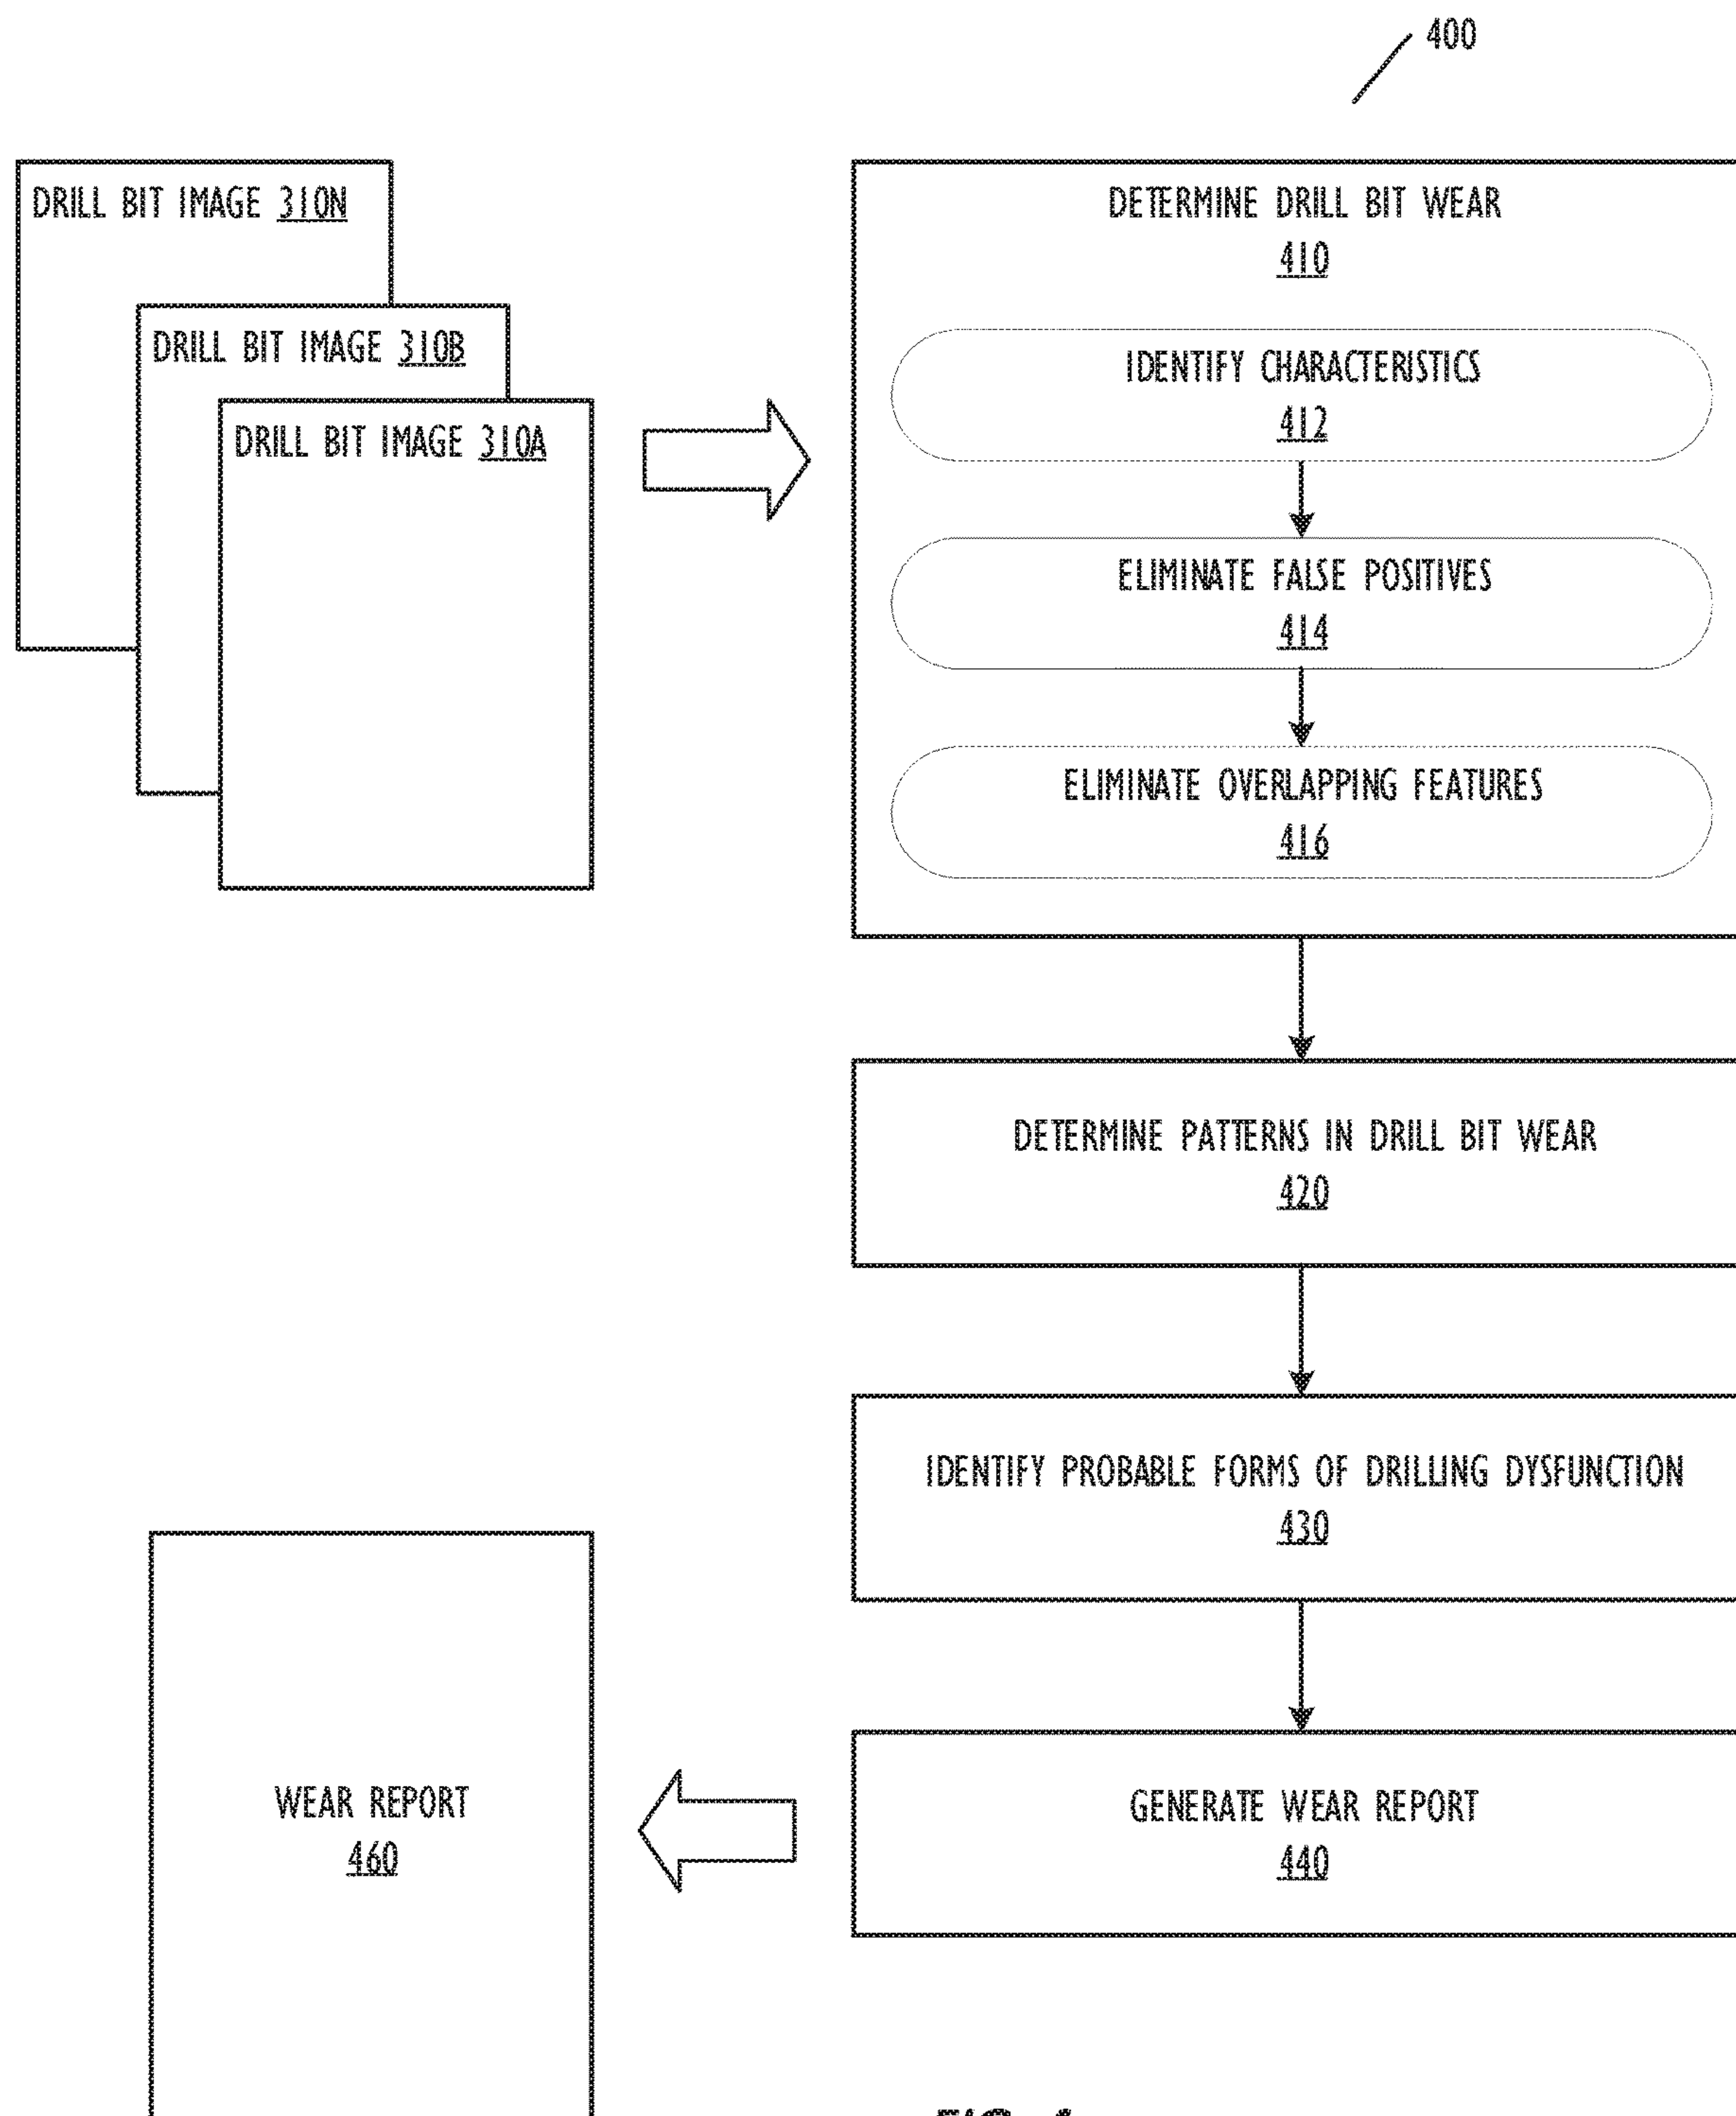 400
DRILL BIT IMAGE 310N
DRILL BIT IMAGE 310B
DRILL BIT IMAGE 310A
DETERMINE DRILL BIT WEAR
410
IDENTIFY CHARACTERISTICS
412
ELIMINATE FALSE POSITIVES
414
ELIMINATE OVERLAPPING FEATURES
416
DETERMINE PATTERNS IN DRILL BIT WEAR
420
IDENTIFY PROBABLE FORMS OF DRILLING DYSFUNCTION
430
GENERATE WEAR REPORT
440
WEAR REPORT
460